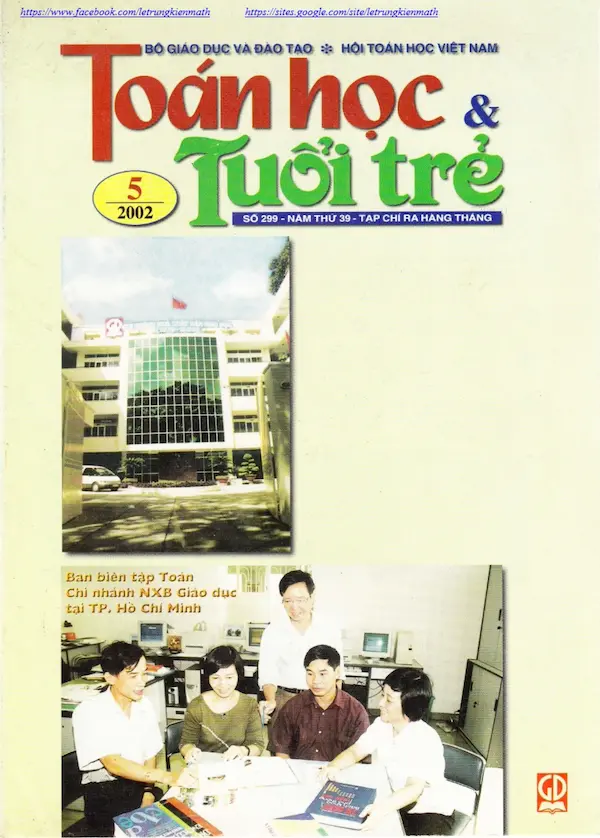 https://www.facebook.com/letrungkienmath https://sites.google.com/site/letrungkienmath
BỘ GIÁO DỤC VÀ ĐÀO TẠO * HỘI TOÁN HỌC VIỆT NAM
Toán học &
Tuổi trẻ
5
2002
SỐ 299 - NĂM THỨ 39 - TẠP CHÍ RA HÀNG THÁNG
Ban biên tập Toán
Chi nhánh NXB Giáo dục
tại TP. Hồ Chí Minh
GD